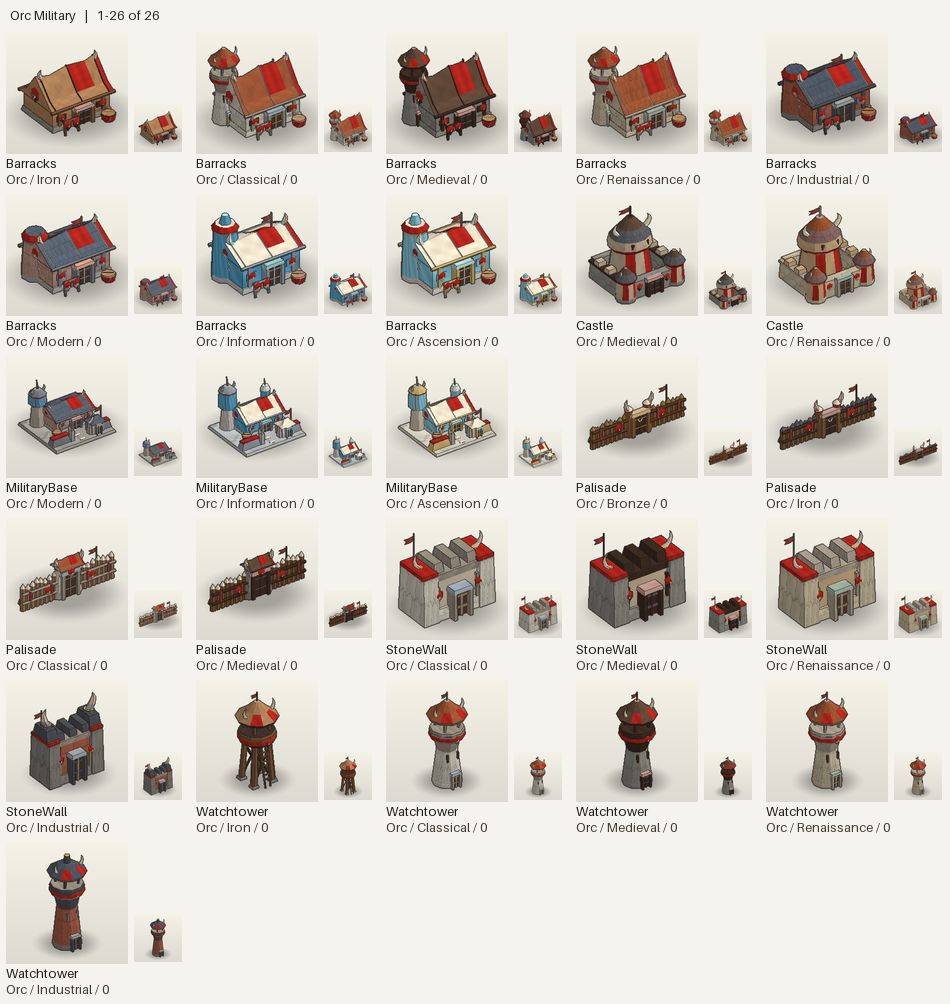 Orc Military | 1-26 of 26
Barracks
Orc / Iron / 0
Barracks
Orc / Classical / 0
Barracks
Orc / Medieval / 0
Barracks
Orc / Renaissance / 0
Barracks
Orc / Industrial / 0
Barracks
Orc / Modern / 0
Barracks
Orc / Information / 0
Barracks
Orc / Ascension / 0
Castle
Orc / Medieval / 0
Castle
Orc / Renaissance / 0
MilitaryBase
Orc / Modern / 0
MilitaryBase
Orc / Information / 0
MilitaryBase
Orc / Ascension / 0
Palisade
Orc / Bronze / 0
Palisade
Orc / Iron / 0
Palisade
Orc / Classical / 0
Palisade
Orc / Medieval / 0
StoneWall
Orc / Classical / 0
StoneWall
Orc / Medieval / 0
StoneWall
Orc / Renaissance / 0
StoneWall
Orc / Industrial / 0
Watchtower
Orc / Iron / 0
Watchtower
Orc / Classical / 0
Watchtower
Orc / Medieval / 0
Watchtower
Orc / Renaissance / 0
Watchtower
Orc / Industrial / 0